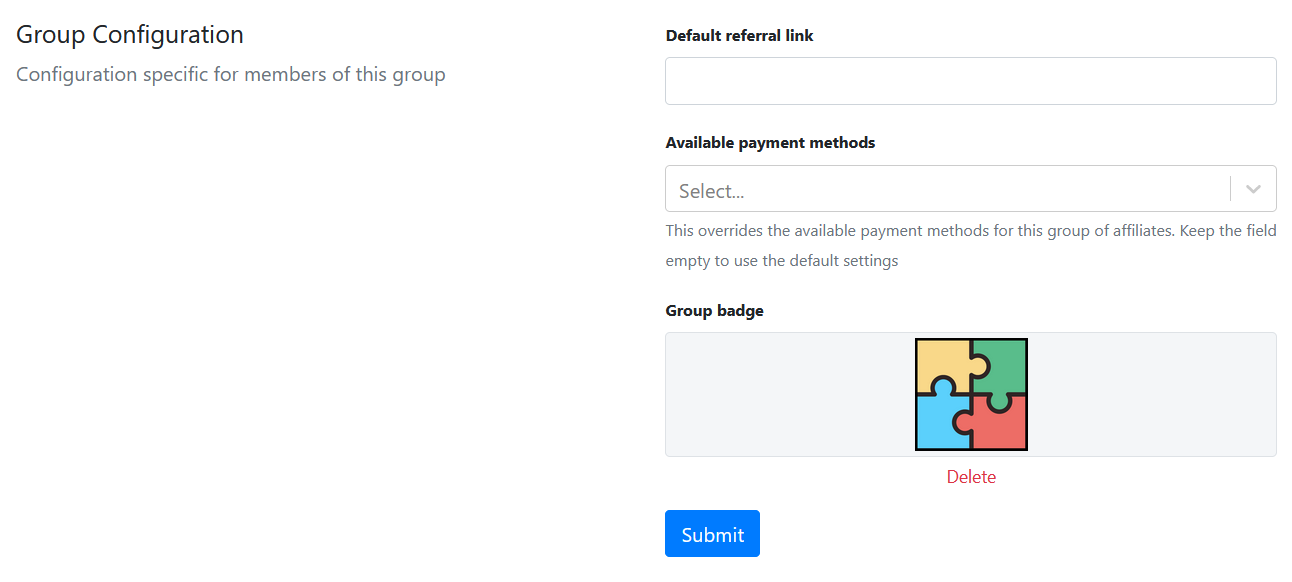 Group Configuration
Configuration specific for members of this group
Default referral link
Available payment methods
Select...
This overrides the available payment methods for this group of affiliates. Keep the field
empty to use the default settings
Group badge
Delete
Submit